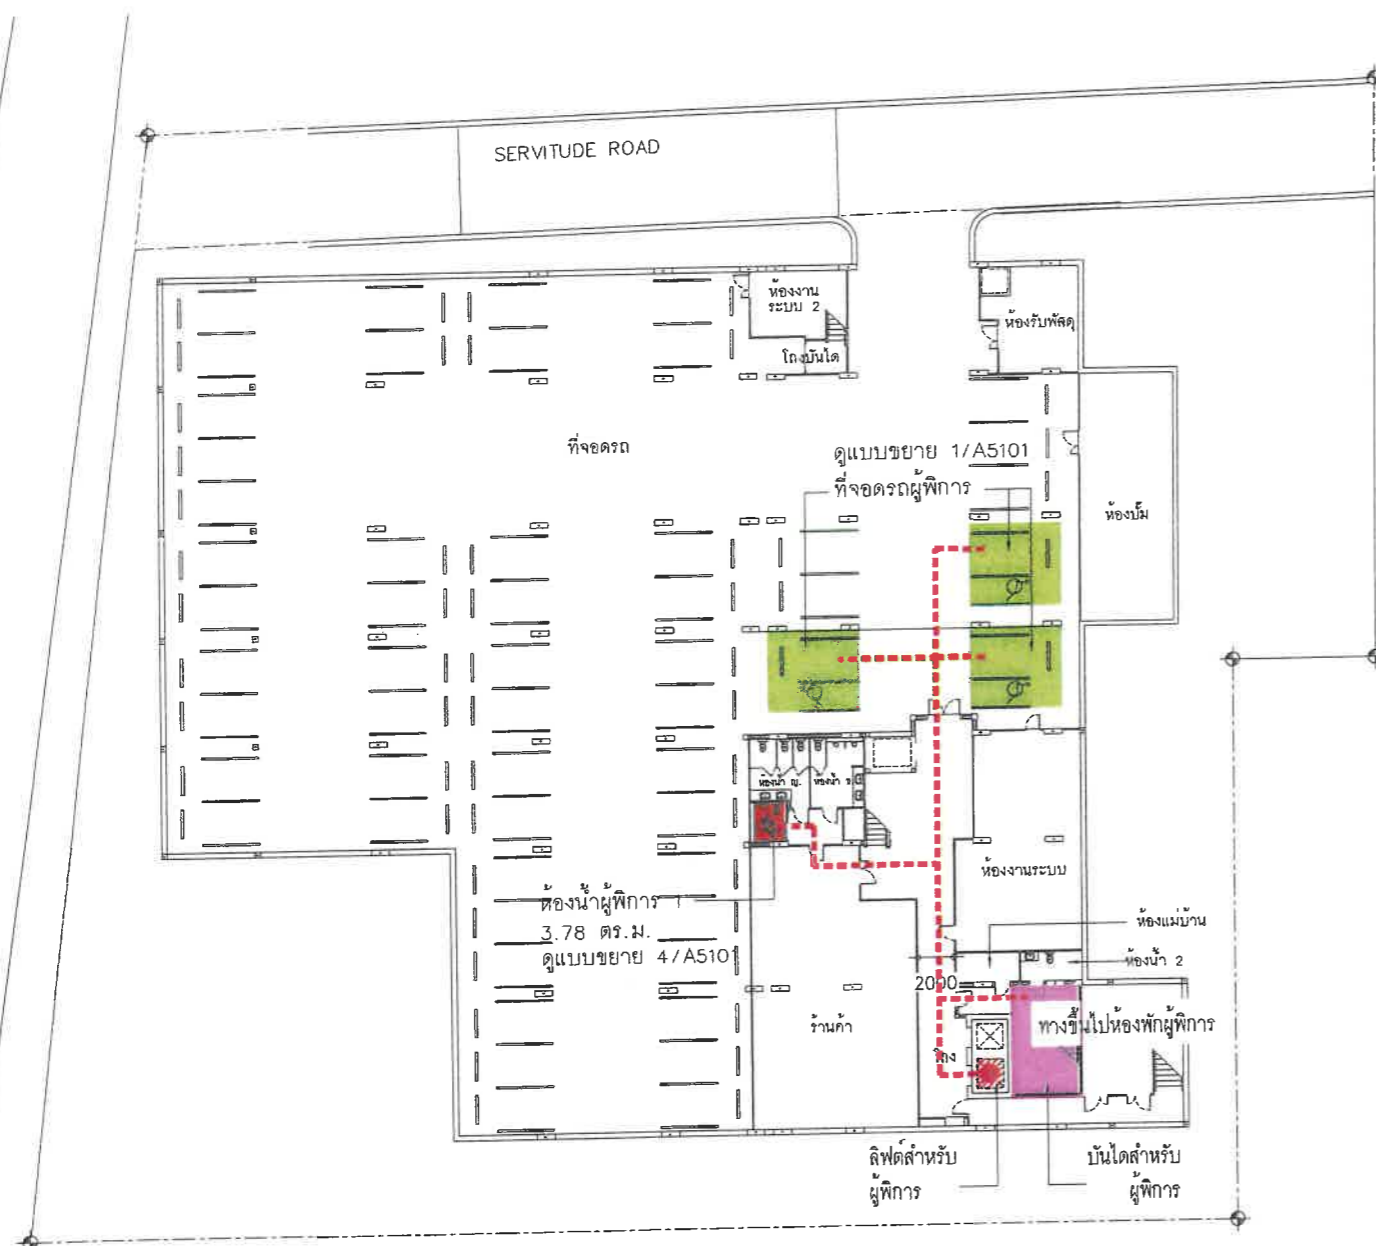 SERVITUDE ROAD
ห้องงาน
ระบบ 2
ห้องรับพัสดุ
โถงบันได
ที่จอดรถ
ดูแบบขยาย 1/A5101
ที่จอดรถผู้พิการ
ห้องปั๊ม
ห้องน้ำ ญ.
ห้องน้ำ ช.
ห้องงานระบบ
ห้องน้ำผู้พิการ 1
3.78 ตร.ม.
ดูแบบขยาย 4/A5101
ห้องแม่บ้าน
ห้องน้ำ 2
2000
ร้านค้า
ทางขึ้นไปห้องพักผู้พิการ
ลิฟต์สำหรับ
ผู้พิการ
บันไดสำหรับ
ผู้พิการ